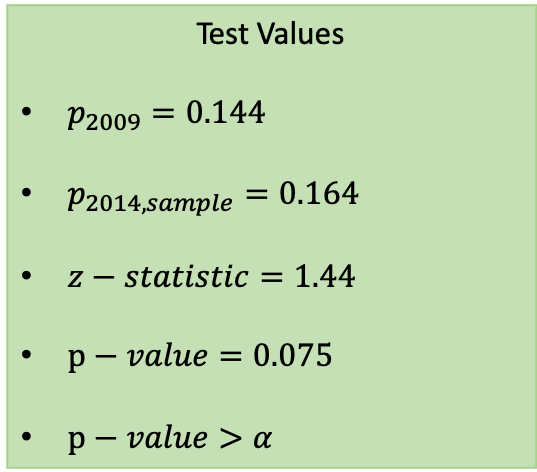 Test Values
• p2009 = 0.144
• p2014,sample = 0.164
• z − statistic = 1.44
• p − value = 0.075
• p − value > α